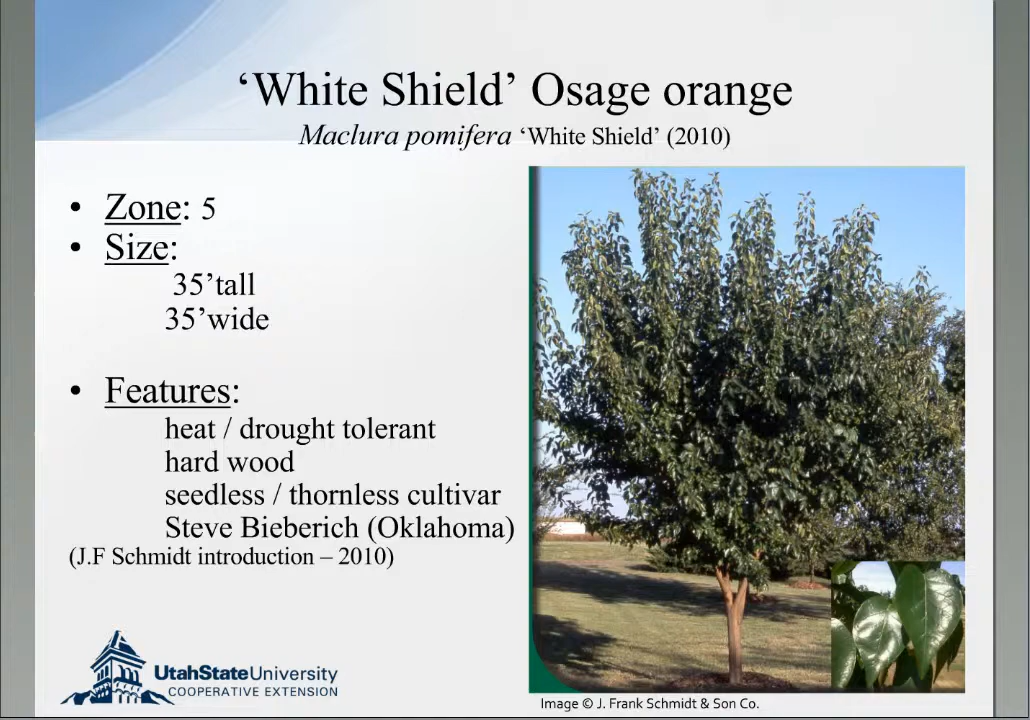 ‘White Shield’ Osage orange
Maclura pomifera ‘White Shield’ (2010)
• Zone: 5
• Size:
35’tall
35’wide
• Features:
heat / drought tolerant
hard wood
seedless / thornless cultivar
Steve Bieberich (Oklahoma)
(J.F Schmidt introduction – 2010)
UtahStateUniversity
COOPERATIVE EXTENSION
Image © J. Frank Schmidt & Son Co.